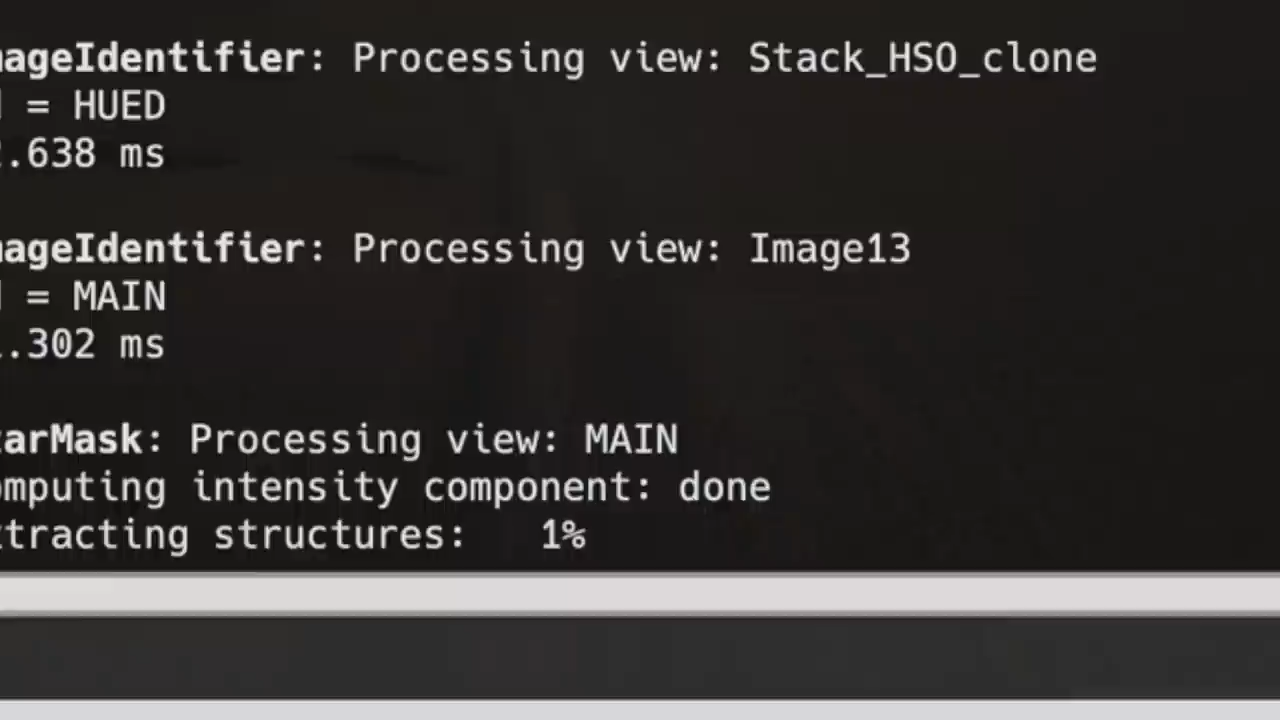 ageIdentifier: Processing view: Stack_HSO_clone
= HUED
.638 ms
ageIdentifier: Processing view: Image13
= MAIN
.302 ms
arMask: Processing view: MAIN
mputing intensity component: done
tracting structures: 1%